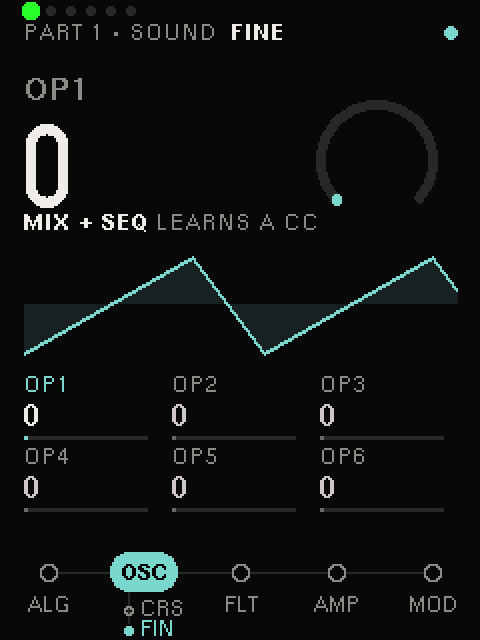 PART 1 · SOUND FINE
OP1
0
MIX + SEQ LEARNS A CC
OP1 OP2 OP3
0 0 0
OP4 OP5 OP6
0 0 0
OSC
ALG FLT AMP MOD
CRS
FIN